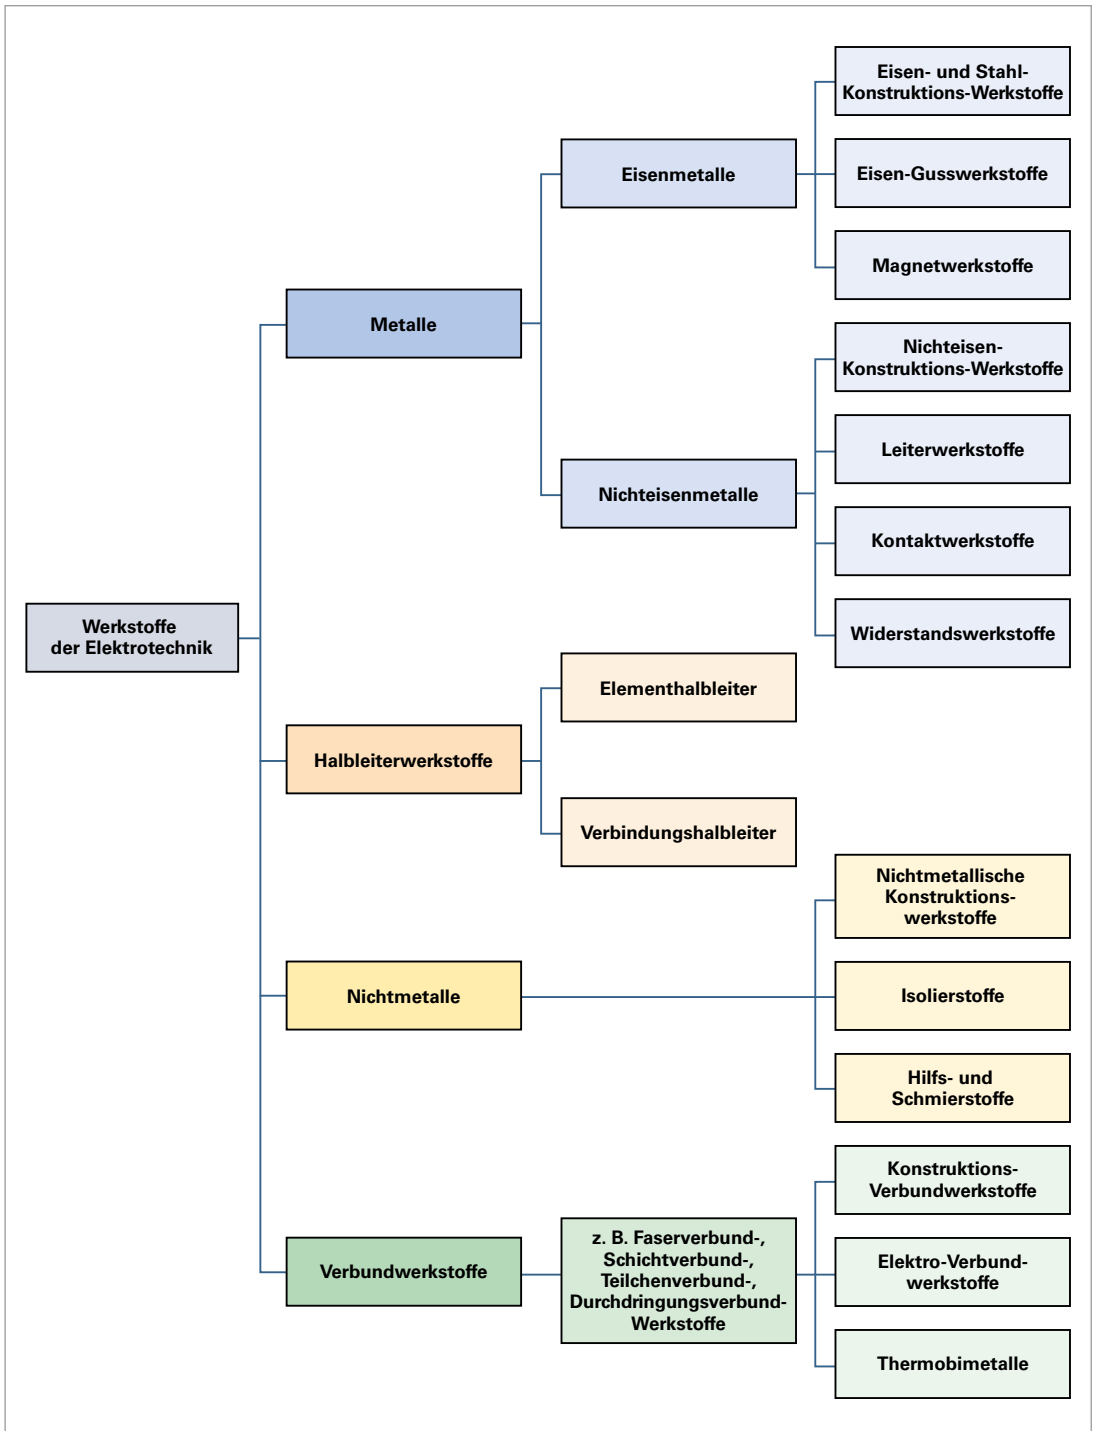 Werkstoffe
der Elektrotechnik
Metalle
Eisenmetalle
Eisen- und Stahl-
Konstruktions-Werkstoffe
Eisen-Gusswerkstoffe
Magnetwerkstoffe
Nichteisenmetalle
Nichteisen-
Konstruktions-Werkstoffe
Leiterwerkstoffe
Kontaktwerkstoffe
Widerstandswerkstoffe
Halbleiterwerkstoffe
Elementhalbleiter
Verbindungshalbleiter
Nichtmetalle
Nichtmetallische
Konstruktions-
werkstoffe
Isolierstoffe
Hilfs- und
Schmierstoffe
Verbundwerkstoffe
z. B. Faserverbund-,
Schichtverbund-,
Teilchenverbund-,
Durchdringungsverbund-
Werkstoffe
Konstruktions-
Verbundwerkstoffe
Elektro-Verbund-
werkstoffe
Thermobimetalle